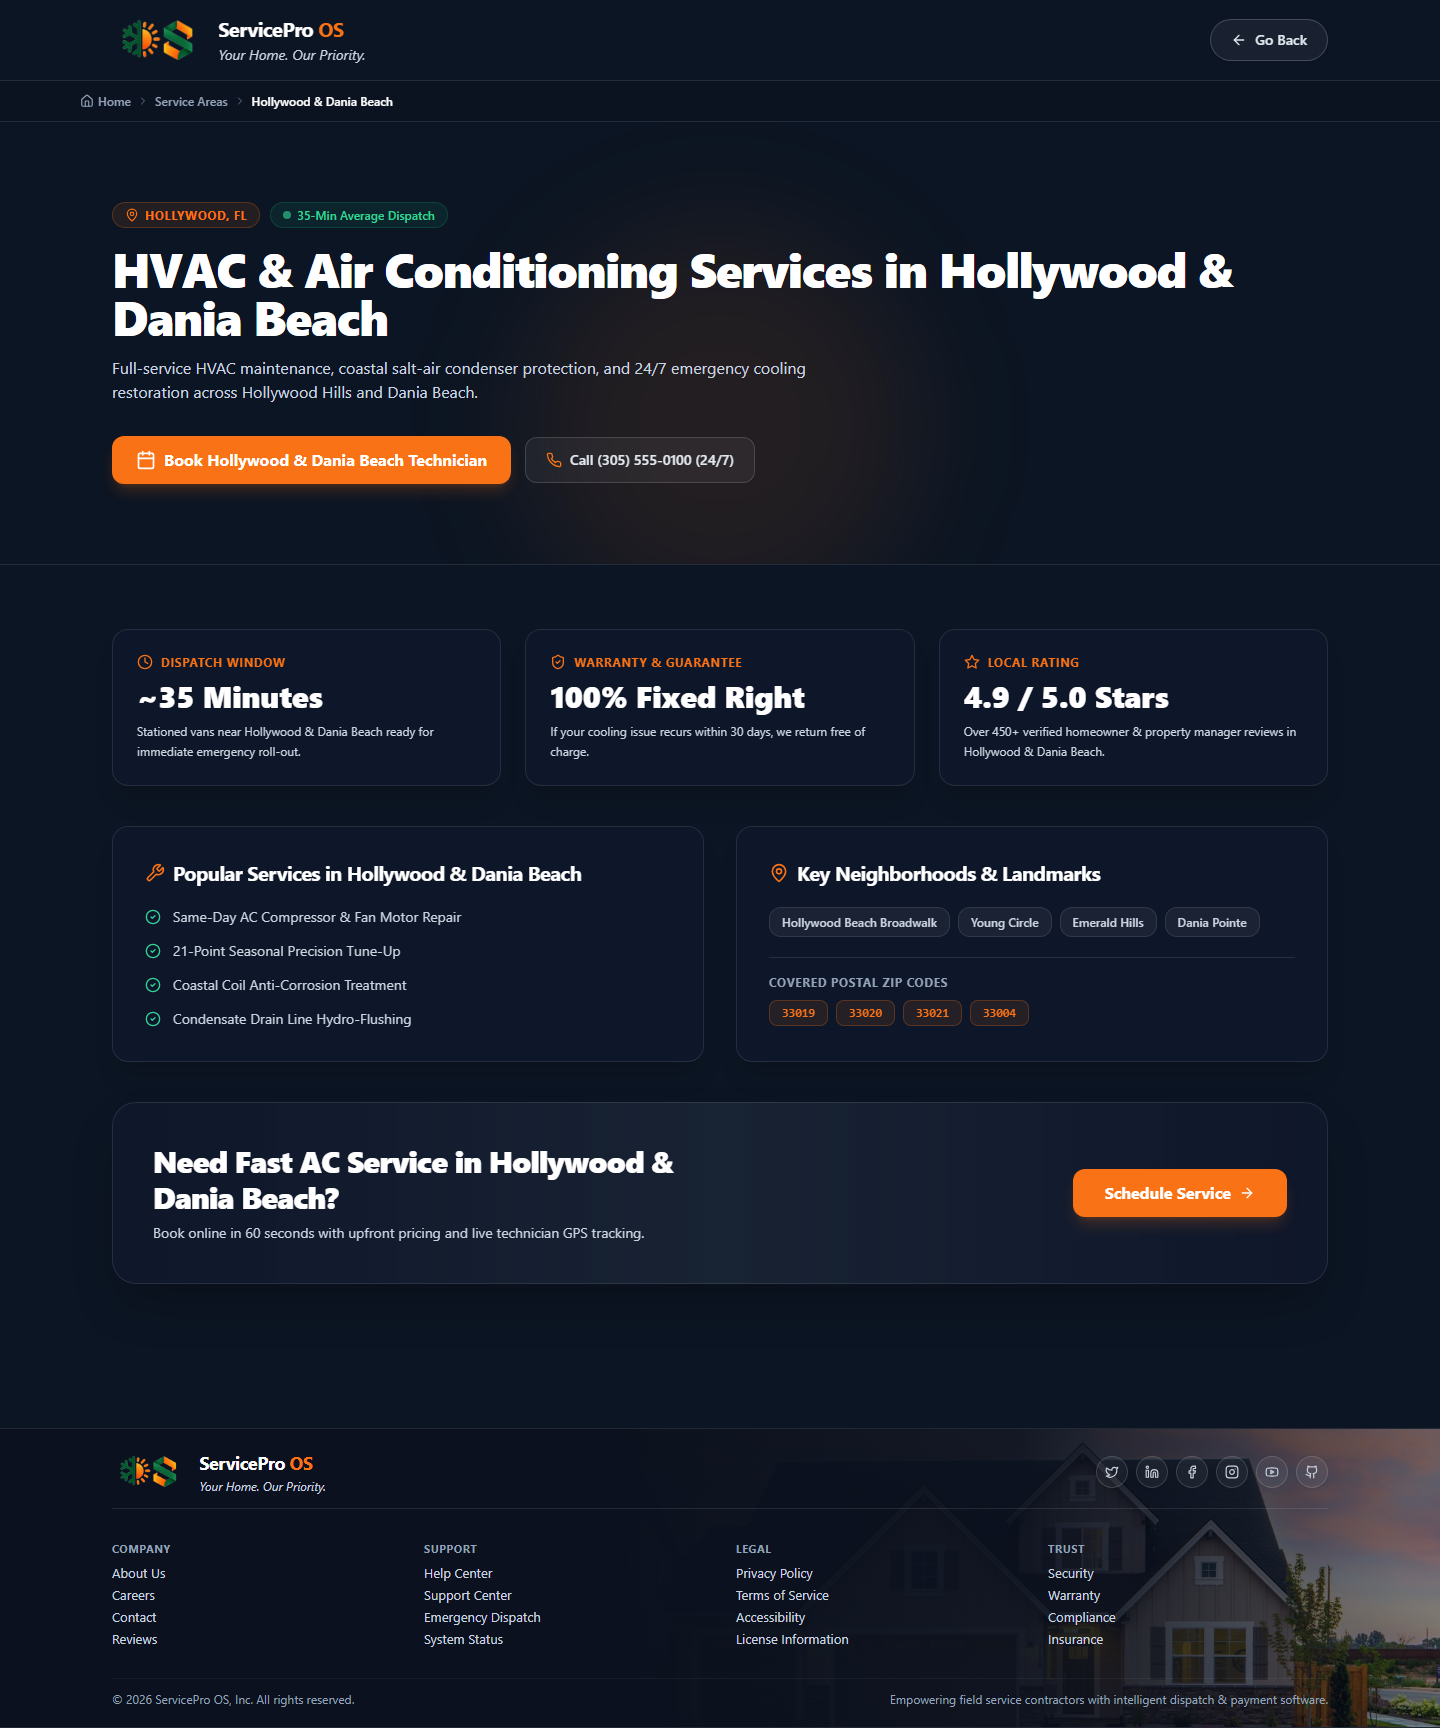 ServicePro OS
Your Home. Our Priority.
Go Back
Home
Service Areas
Hollywood & Dania Beach
HOLLYWOOD, FL
35-Min Average Dispatch
HVAC & Air Conditioning Services in Hollywood &
Dania Beach
Full-service HVAC maintenance, coastal salt-air condenser protection, and 24/7 emergency cooling
restoration across Hollywood Hills and Dania Beach.
Book Hollywood & Dania Beach Technician
Call (305) 555-0100 (24/7)
DISPATCH WINDOW
~35 Minutes
Stationed vans near Hollywood & Dania Beach ready for
immediate emergency roll-out.
WARRANTY & GUARANTEE
100% Fixed Right
If your cooling issue recurs within 30 days, we return free of
charge.
LOCAL RATING
4.9 / 5.0 Stars
Over 450+ verified homeowner & property manager reviews in
Hollywood & Dania Beach.
Popular Services in Hollywood & Dania Beach
Same-Day AC Compressor & Fan Motor Repair
21-Point Seasonal Precision Tune-Up
Coastal Coil Anti-Corrosion Treatment
Condensate Drain Line Hydro-Flushing
Key Neighborhoods & Landmarks
Hollywood Beach Broadwalk
Young Circle
Emerald Hills
Dania Pointe
COVERED POSTAL ZIP CODES
33019
33020
33021
33004
Need Fast AC Service in Hollywood &
Dania Beach?
Book online in 60 seconds with upfront pricing and live technician GPS tracking.
Schedule Service
ServicePro OS
Your Home. Our Priority.
COMPANY
About Us
Careers
Contact
Reviews
SUPPORT
Help Center
Support Center
Emergency Dispatch
System Status
LEGAL
Privacy Policy
Terms of Service
Accessibility
License Information
TRUST
Security
Warranty
Compliance
Insurance
© 2026 ServicePro OS, Inc. All rights reserved.
Empowering field service contractors with intelligent dispatch & payment software.